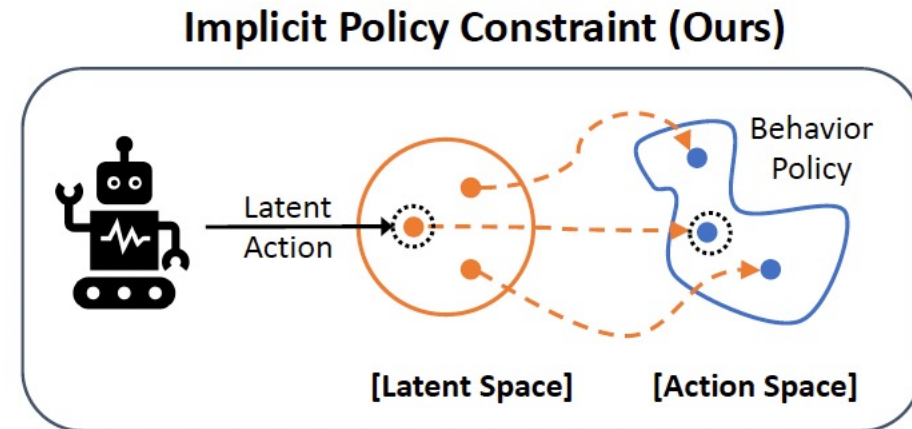 Implicit Policy Constraint (Ours)
Behavior
Policy
Latent
Action
[Latent Space]
[Action Space]